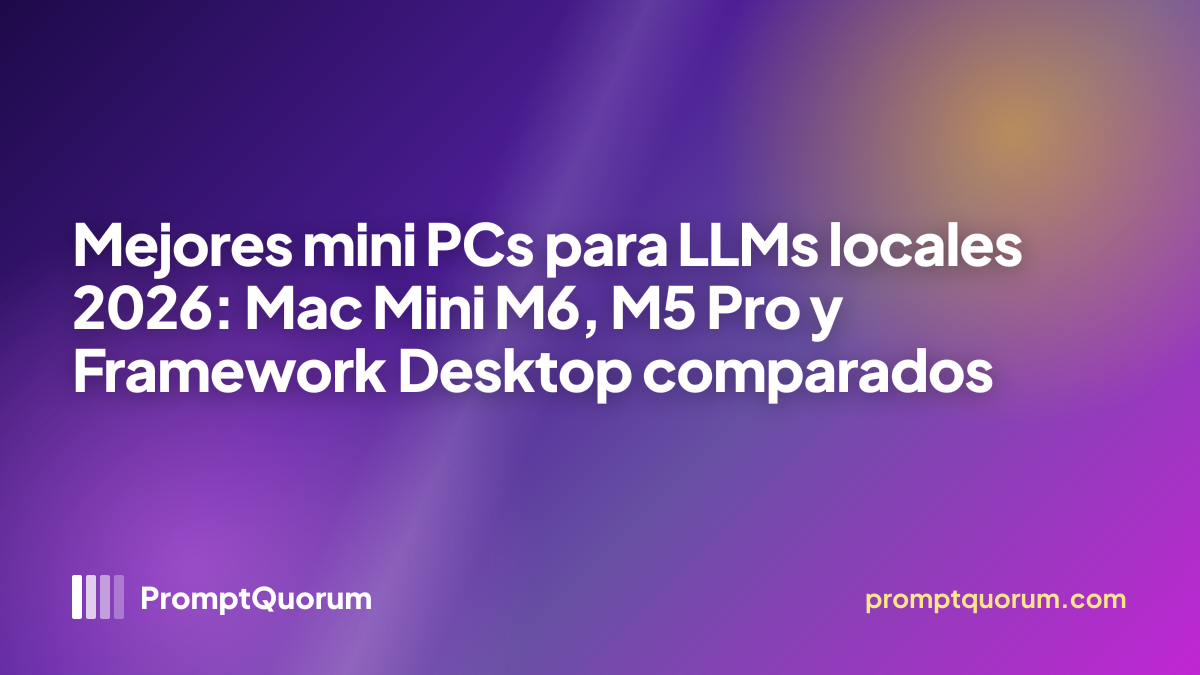 Mejores mini PCs para LLMs locales
2026: Mac Mini M6, M5 Pro y
Framework Desktop comparados
PromptQuorum
promptquorum.com